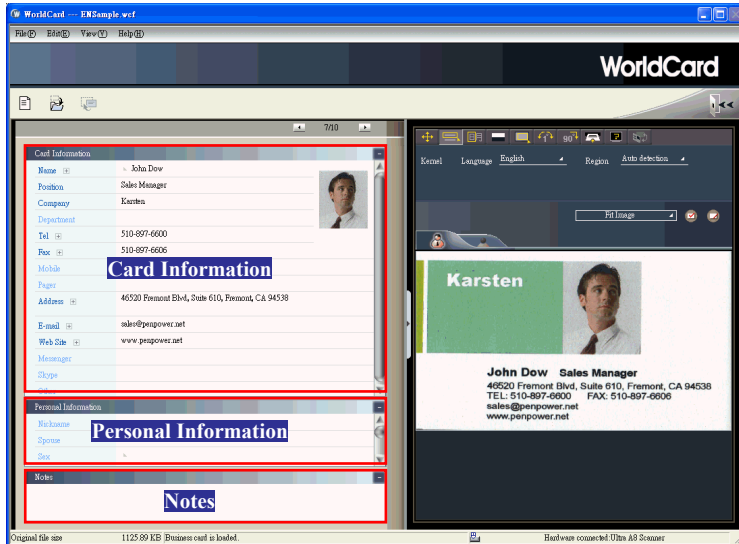 WorldCard --- ENSample.wcf
File(F) Edit(E) View(V) Help(H)
WorldCard
7/10
Card Information
Name John Dow
Position Sales Manager
Company Karsten
Department
Tel 510-897-6600
Fax 510-897-6606
Mobile
Card Information
Pager
Address 46520 Fremont Blvd, Suite 610, Fremont, CA 94538
E-mail sales@penpower.net
Web Site www.penpower.net
Messenger
Skype
Personal Information
Nickname
Personal Information
Spouse
Sex
Notes
Notes
90
Kernel Language English Region Auto detection
Fit Image
Karsten
John Dow Sales Manager
46520 Fremont Blvd, Suite 610, Fremont, CA 94538
TEL: 510-897-6600 FAX: 510-897-6606
sales@penpower.net
www.penpower.net
Original file size 1125.89 KB Business card is loaded. Hardware connected:Ultra A8 Scanner